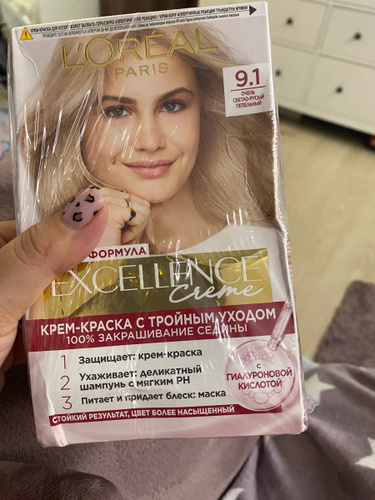 L'ORÉAL
PARIS
9.1
ОЧЕНЬ
СВЕТЛО-РУСЫЙ
ПЕПЕЛЬНЫЙ
ФОРМУЛА
EXCELLENCE
Creme
КРЕМ-КРАСКА С ТРОЙНЫМ УХОДОМ
100% ЗАКРАШИВАНИЕ СЕДИНЫ
1 Защищает: крем-краска
2 Ухаживает: деликатный
шампунь с мягким PH
3 Питает и придает блеск: маска
С
ГИАЛУРОНОВОЙ
КИСЛОТОЙ
СТОЙКИЙ РЕЗУЛЬТАТ, ЦВЕТ БОЛЕЕ НАСЫЩЕННЫЙ